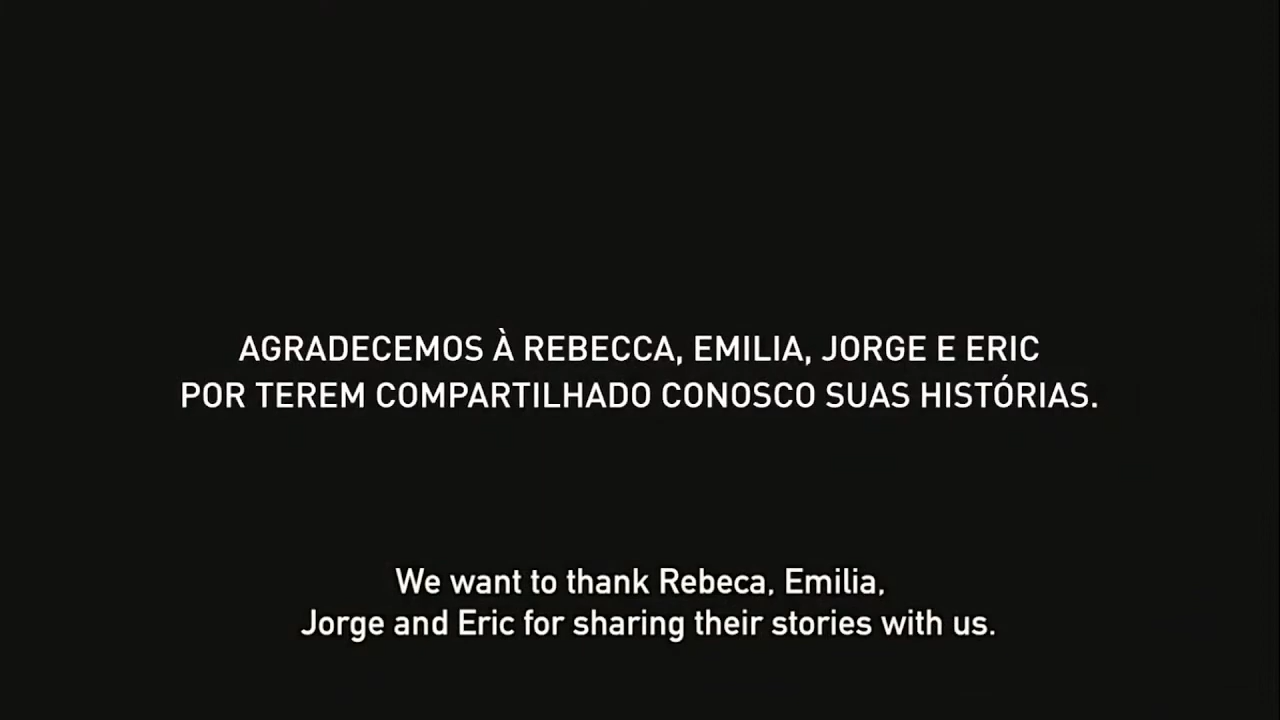 AGRADECEMOS À REBECCA, EMILIA, JORGE E ERIC
POR TEREM COMPARTILHADO CONOSCO SUAS HISTÓRIAS.
We want to thank Rebeca, Emilia,
Jorge and Eric for sharing their stories with us.